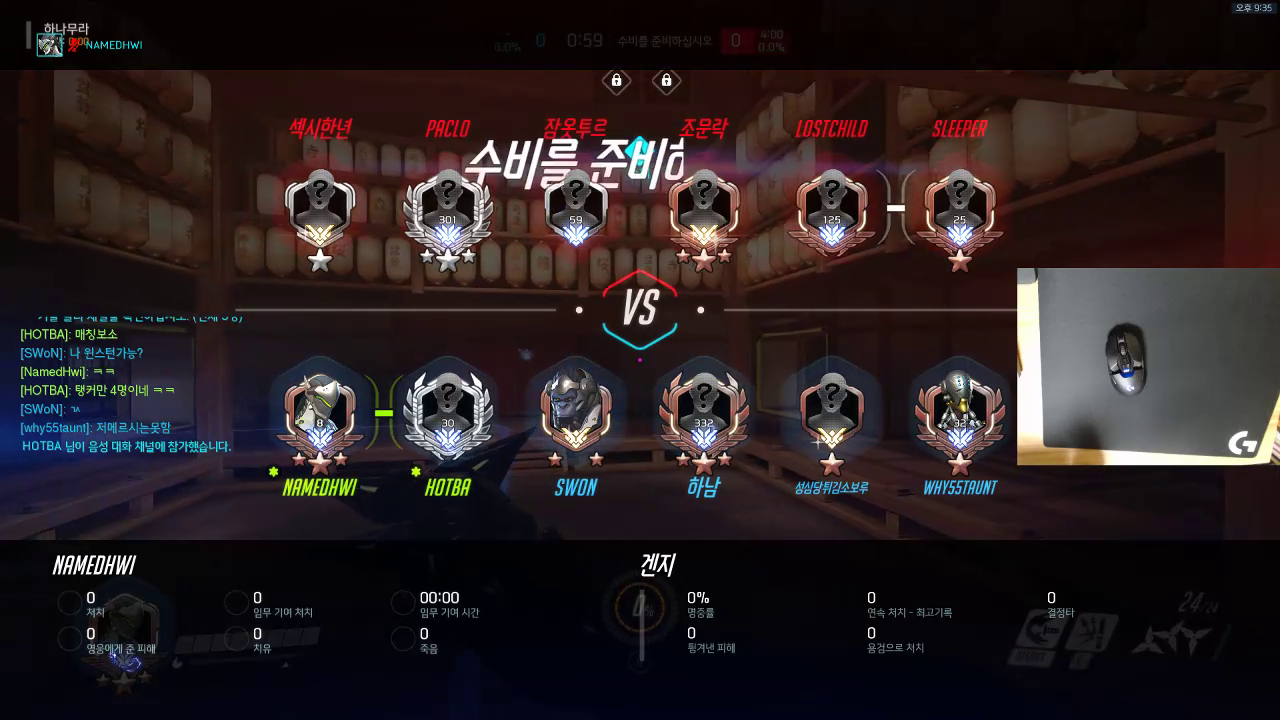 오후 9:35
하나무라
NAMEDHWI
0.0% 0 0:59 수비를 준비하십시오 0 4:00 0.0%
섹시한년 PACLO 장옷투르 조문락 LOSTCHILD SLEEPER
수비를 준비하
301 59 125 25
VS
[HOTBA]: 매칭보소
[SWoN]: 나 윈스턴가능?
[NamedHwi]: ㅋㅋ
[HOTBA]: 탱커만 4명이네 ㅋㅋ
[SWoN]: ㄳ
[why55taunt]: 저메르시는못함
HOTBA 님이 음성 대화 채널에 참가했습니다.
8 30 332 32
NAMEDHWI HOTBA SWON 하남 성심당튀김소보루 WHY55TAUNT
G
NAMEDHWI 겐지
0 처치
0 임무 기여 처치
00:00 임무 기여 시간
0% 명중률
0 연속 처치 - 최고기록
0 결정타
0 영웅에게 준 피해
0 치유
0 죽음
0 튕겨낸 피해
0 용검으로 처치
24/24